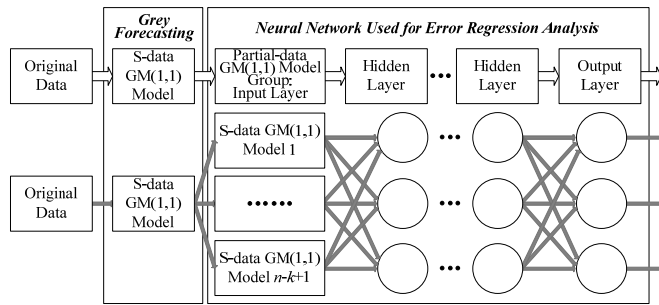 Grey
Forecasting
Neural Network Used for Error Regression Analysis
Original
Data
S-data
GM(1,1)
Model
Partial-data
GM(1,1) Model
Group:
Input Layer
Hidden
Layer
•••
Hidden
Layer
Output
Layer
S-data GM(1,1)
Model 1
•••
Original
Data
S-data
GM(1,1)
Model
••••••
•••
S-data GM(1,1)
Model n-k+1
•••